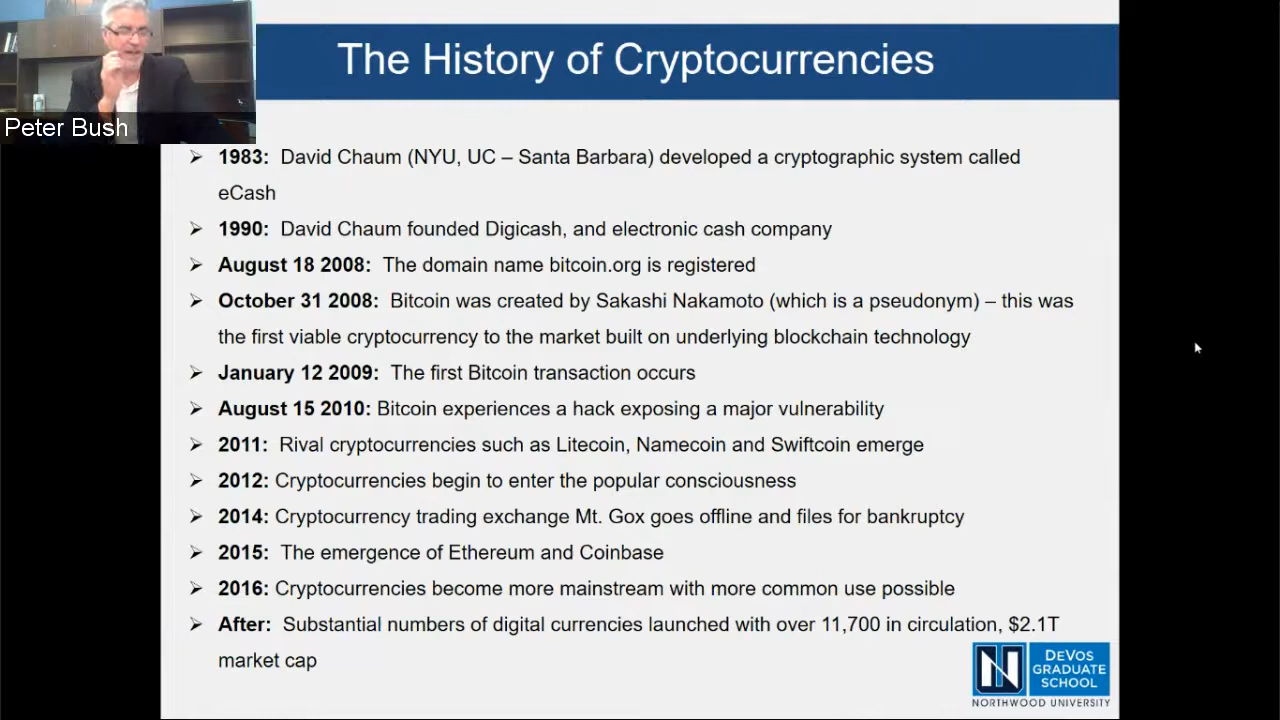 The History of Cryptocurrencies
Peter Bush
➢ 1983: David Chaum (NYU, UC – Santa Barbara) developed a cryptographic system called
eCash
➢ 1990: David Chaum founded Digicash, and electronic cash company
➢ August 18 2008: The domain name bitcoin.org is registered
➢ October 31 2008: Bitcoin was created by Sakashi Nakamoto (which is a pseudonym) – this was
the first viable cryptocurrency to the market built on underlying blockchain technology
➢ January 12 2009: The first Bitcoin transaction occurs
➢ August 15 2010: Bitcoin experiences a hack exposing a major vulnerability
➢ 2011: Rival cryptocurrencies such as Litecoin, Namecoin and Swiftcoin emerge
➢ 2012: Cryptocurrencies begin to enter the popular consciousness
➢ 2014: Cryptocurrency trading exchange Mt. Gox goes offline and files for bankruptcy
➢ 2015: The emergence of Ethereum and Coinbase
➢ 2016: Cryptocurrencies become more mainstream with more common use possible
➢ After: Substantial numbers of digital currencies launched with over 11,700 in circulation, $2.1T
market cap
N
DEVOS
GRADUATE
SCHOOL
NORTHWOOD UNIVERSITY